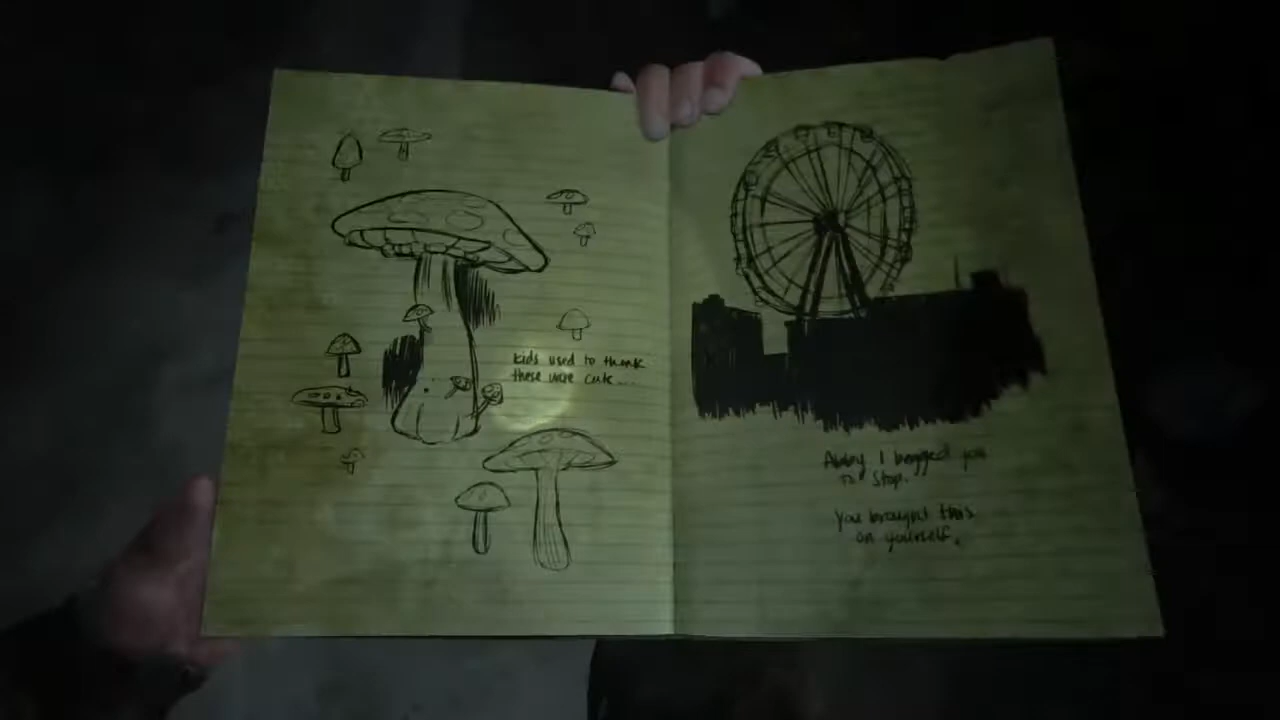 kids used to think
these were cute...
Abby. I begged you
to stop.
You brought this
on yourself.